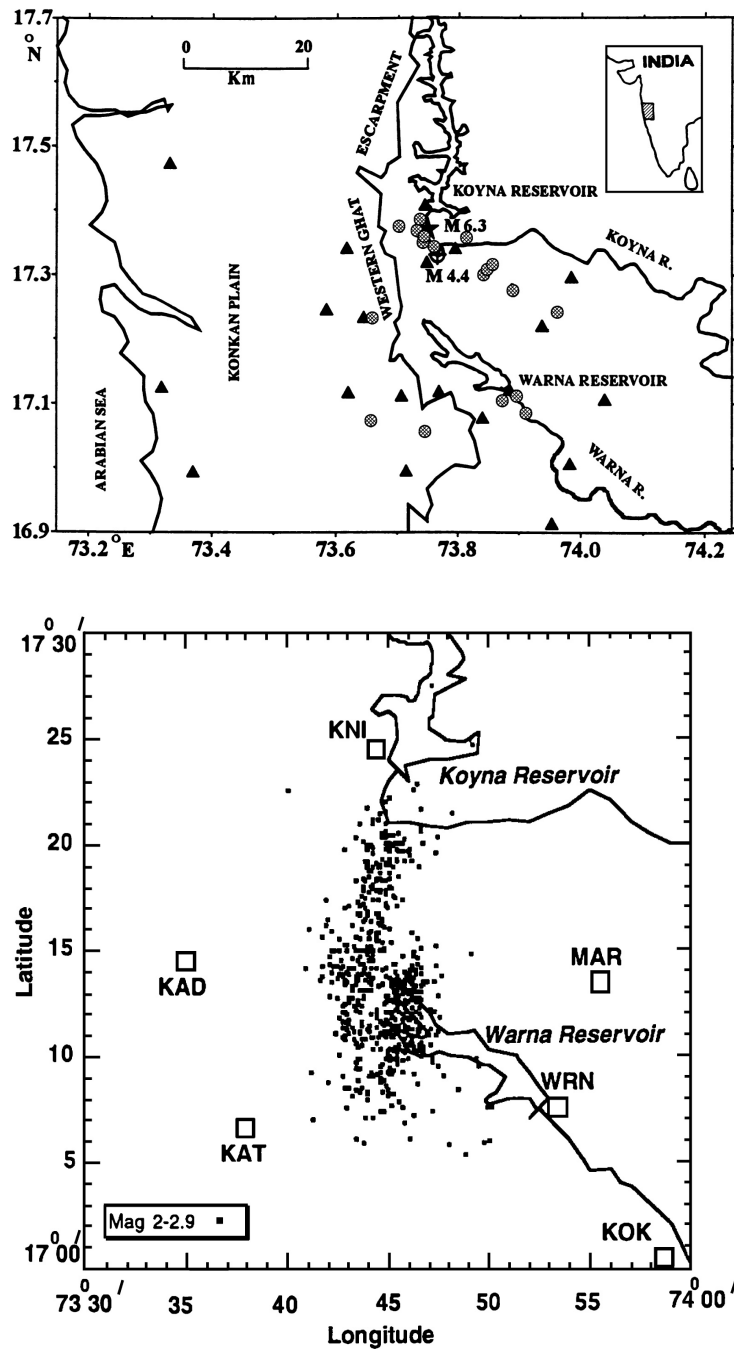 17.7
° N
0 20
Km
INDIA
ESCARPMENT
17.5
KOYNA RESERVOIR
M 6.3
KOYNA R.
WESTERN GHAT
17.3
M 4.4
KONKAN PLAIN
WARNA RESERVOIR
17.1
ARABIAN SEA
WARNA R.
16.9
73.2 °E 73.4 73.6 73.8 74.0 74.2
17 0 30 /
KNI
25
Koyna Reservoir
20
Latitude
15
KAD
MAR
10
Warna Reservoir
WRN
KAT
5
Mag 2-2.9
KOK
17 0 00 /
73 0 30 / 35 40 45 50 55 74 0 00 /
Longitude